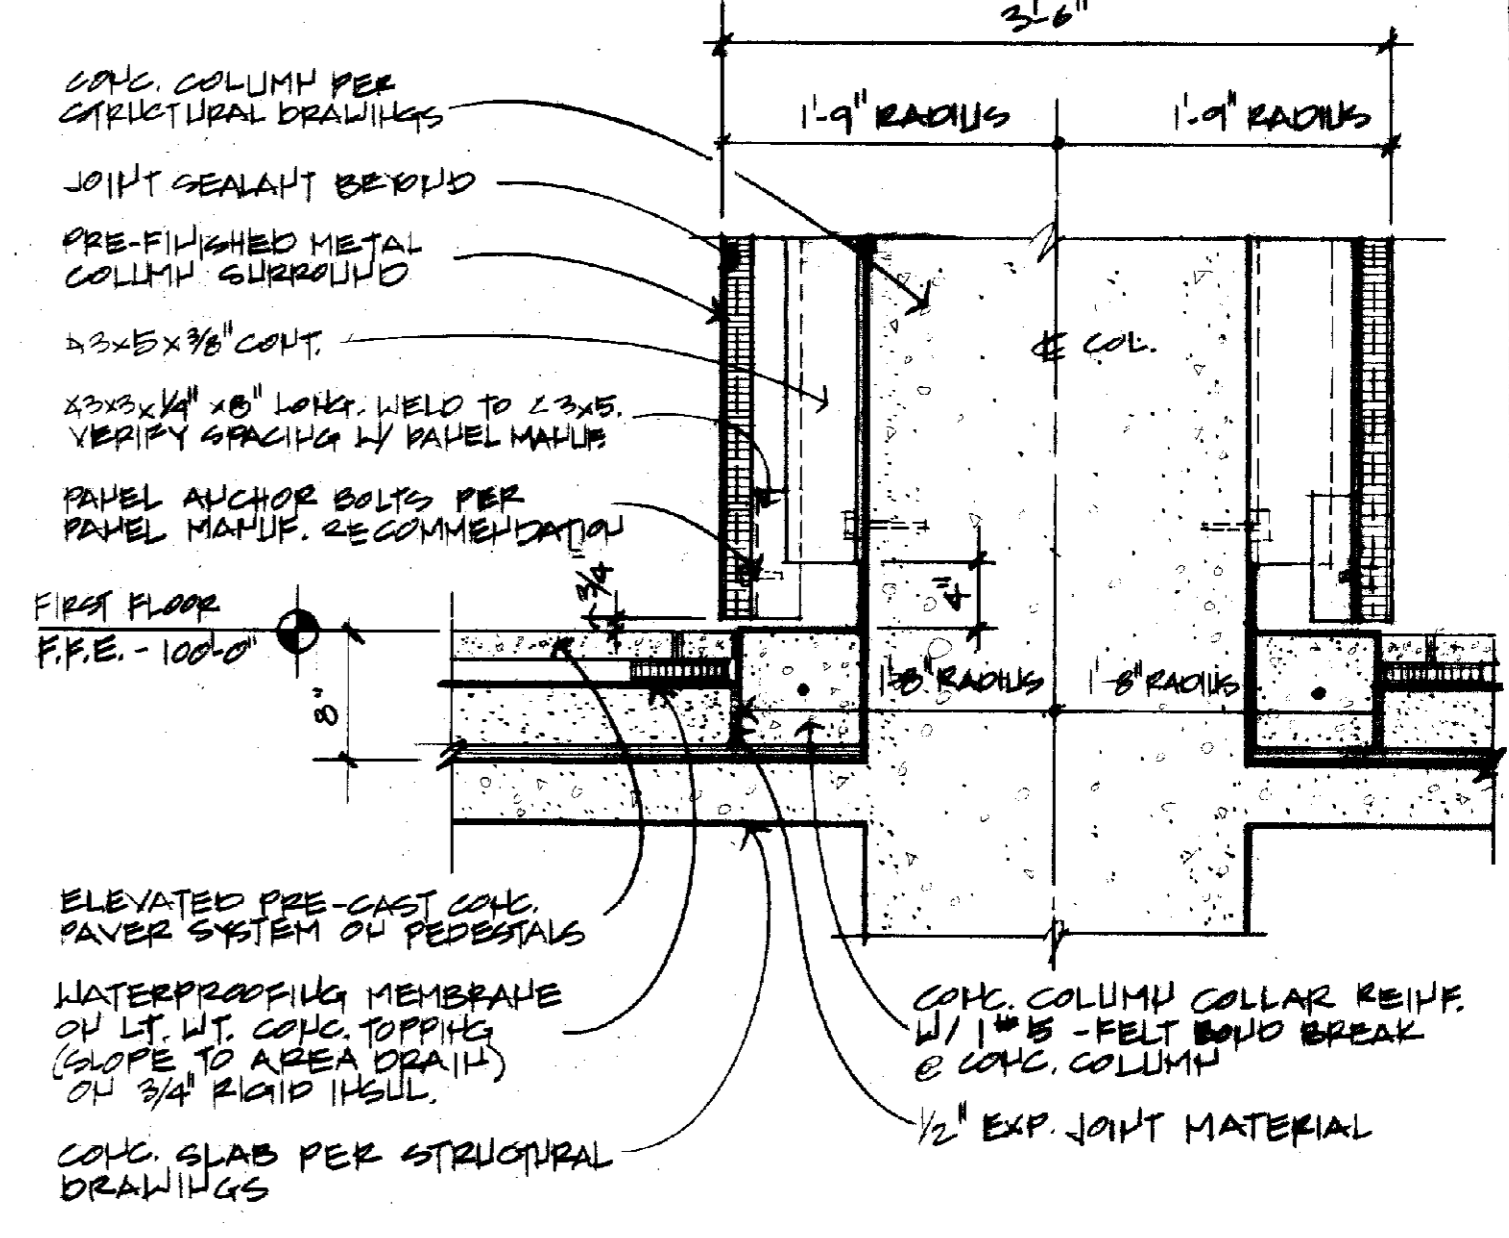 3'-6"
1'-9" RADIUS
1'-9" RADIUS
CONC. COLUMN PER
STRUCTURAL DRAWINGS
JOINT SEALANT BEYOND
PRE-FINISHED METAL
COLUMN SURROUND
∠3x5x3/8" CONT.
∠3x3x1/4" x8" LONG. WELD TO ∠3x5.
VERIFY SPACING W/ PANEL MANUF.
PANEL ANCHOR BOLTS PER
PANEL MANUF. RECOMMENDATION
℄ COL.
3/4"
4"
FIRST FLOOR
F.F.E. - 100'-0"
8"
1'-8" RADIUS
1'-8" RADIUS
ELEVATED PRE-CAST CONC.
PAVER SYSTEM ON PEDESTALS
WATERPROOFING MEMBRANE
ON LT. WT. CONC. TOPPING
(SLOPE TO AREA DRAIN)
ON 3/4" RIGID INSUL.
CONC. SLAB PER STRUCTURAL
DRAWINGS
CONC. COLUMN COLLAR REINF.
W/ 1 # 5 - FELT BOND BREAK
@ CONC. COLUMN
1/2" EXP. JOINT MATERIAL